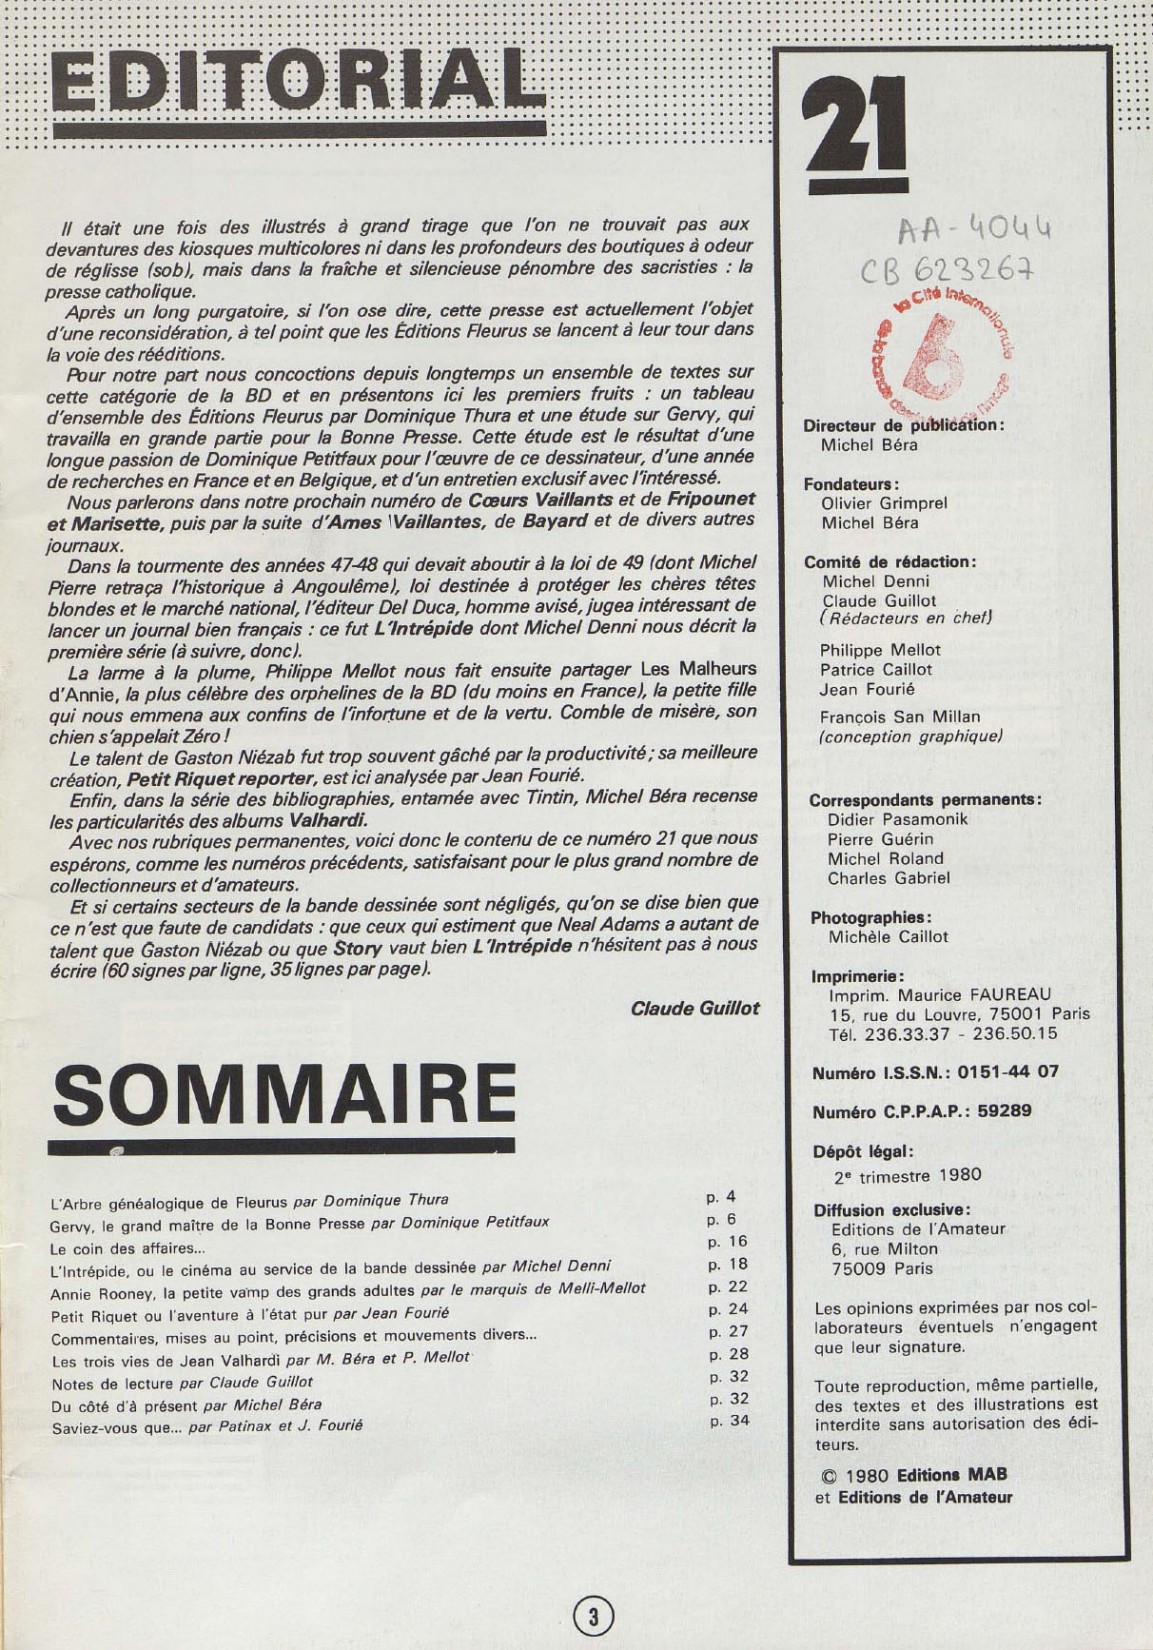 EDITORIAL
Il était une fois des illustrés à grand tirage que l'on ne trouvait pas aux
devantures des kiosques multicolores ni dans les profondeurs des boutiques à odeur
de réglisse (sob), mais dans la fraîche et silencieuse pénombre des sacristies : la
presse catholique.
Après un long purgatoire, si l'on ose dire, cette presse est actuellement l'objet
d'une reconsidération, à tel point que les Éditions Fleurus se lancent à leur tour dans
la voie des rééditions.
Pour notre part nous concoctions depuis longtemps un ensemble de textes sur
cette catégorie de la BD et en présentons ici les premiers fruits : un tableau
d'ensemble des Éditions Fleurus par Dominique Thura et une étude sur Gervy, qui
travailla en grande partie pour la Bonne Presse. Cette étude est le résultat d'une
longue passion de Dominique Petitfaux pour l'œuvre de ce dessinateur, d'une année
de recherches en France et en Belgique, et d'un entretien exclusif avec l'intéressé.
Nous parlerons dans notre prochain numéro de Cœurs Vaillants et de Fripounet
et Marisette, puis par la suite d'Ames \Vaillantes, de Bayard et de divers autres
journaux.
Dans la tourmente des années 47-48 qui devait aboutir à la loi de 49 (dont Michel
Pierre retraça l'historique à Angoulême), loi destinée à protéger les chères têtes
blondes et le marché national, l'éditeur Del Duca, homme avisé, jugea intéressant de
lancer un journal bien français : ce fut L'Intrépide dont Michel Denni nous décrit la
première série (à suivre, donc).
La larme à la plume, Philippe Mellot nous fait ensuite partager Les Malheurs
d'Annie, la plus célèbre des orphelines de la BD (du moins en France), la petite fille
qui nous emmena aux confins de l'infortune et de la vertu. Comble de misère, son
chien s'appelait Zéro !
Le talent de Gaston Niézab fut trop souvent gâché par la productivité ; sa meilleure
création, Petit Riquet reporter, est ici analysée par Jean Fourié.
Enfin, dans la série des bibliographies, entamée avec Tintin, Michel Béra recense
les particularités des albums Valhardi.
Avec nos rubriques permanentes, voici donc le contenu de ce numéro 21 que nous
espérons, comme les numéros précédents, satisfaisant pour le plus grand nombre de
collectionneurs et d'amateurs.
Et si certains secteurs de la bande dessinée sont négligés, qu'on se dise bien que
ce n'est que faute de candidats : que ceux qui estiment que Neal Adams a autant de
talent que Gaston Niézab ou que Story vaut bien L'Intrépide n'hésitent pas à nous
écrire (60 signes par ligne, 35 lignes par page).
Claude Guillot
SOMMAIRE
L'Arbre généalogique de Fleurus par Dominique Thura p. 4
Gervy, le grand maître de la Bonne Presse par Dominique Petitfaux p. 6
Le coin des affaires... p. 16
L'Intrépide, ou le cinéma au service de la bande dessinée par Michel Denni p. 18
Annie Rooney, la petite vamp des grands adultes par le marquis de Melli-Mellot p. 22
Petit Riquet ou l'aventure à l'état pur par Jean Fourié p. 24
Commentaires, mises au point, précisions et mouvements divers... p. 27
Les trois vies de Jean Valhardi par M. Béra et P. Mellot p. 28
Notes de lecture par Claude Guillot p. 32
Du côté d'à présent par Michel Béra p. 32
Saviez-vous que... par Patinax et J. Fourié p. 34
21
AA-4044
CB 623267
la Cité Internationale
de la bande dessinée et de l'image
Directeur de publication :
Michel Béra
Fondateurs :
Olivier Grimprel
Michel Béra
Comité de rédaction :
Michel Denni
Claude Guillot
(Rédacteurs en chef)
Philippe Mellot
Patrice Caillot
Jean Fourié
François San Millan
(conception graphique)
Correspondants permanents :
Didier Pasamonik
Pierre Guérin
Michel Roland
Charles Gabriel
Photographies :
Michèle Caillot
Imprimerie :
Imprim. Maurice FAUREAU
15, rue du Louvre, 75001 Paris
Tél. 236.33.37 - 236.50.15
Numéro I.S.S.N. : 0151-44 07
Numéro C.P.P.A.P. : 59289
Dépôt légal :
2e trimestre 1980
Diffusion exclusive :
Editions de l'Amateur
6, rue Milton
75009 Paris
Les opinions exprimées par nos col-
laborateurs éventuels n'engagent
que leur signature.
Toute reproduction, même partielle,
des textes et des illustrations est
interdite sans autorisation des édi-
teurs.
© 1980 Editions MAB
et Editions de l'Amateur
3